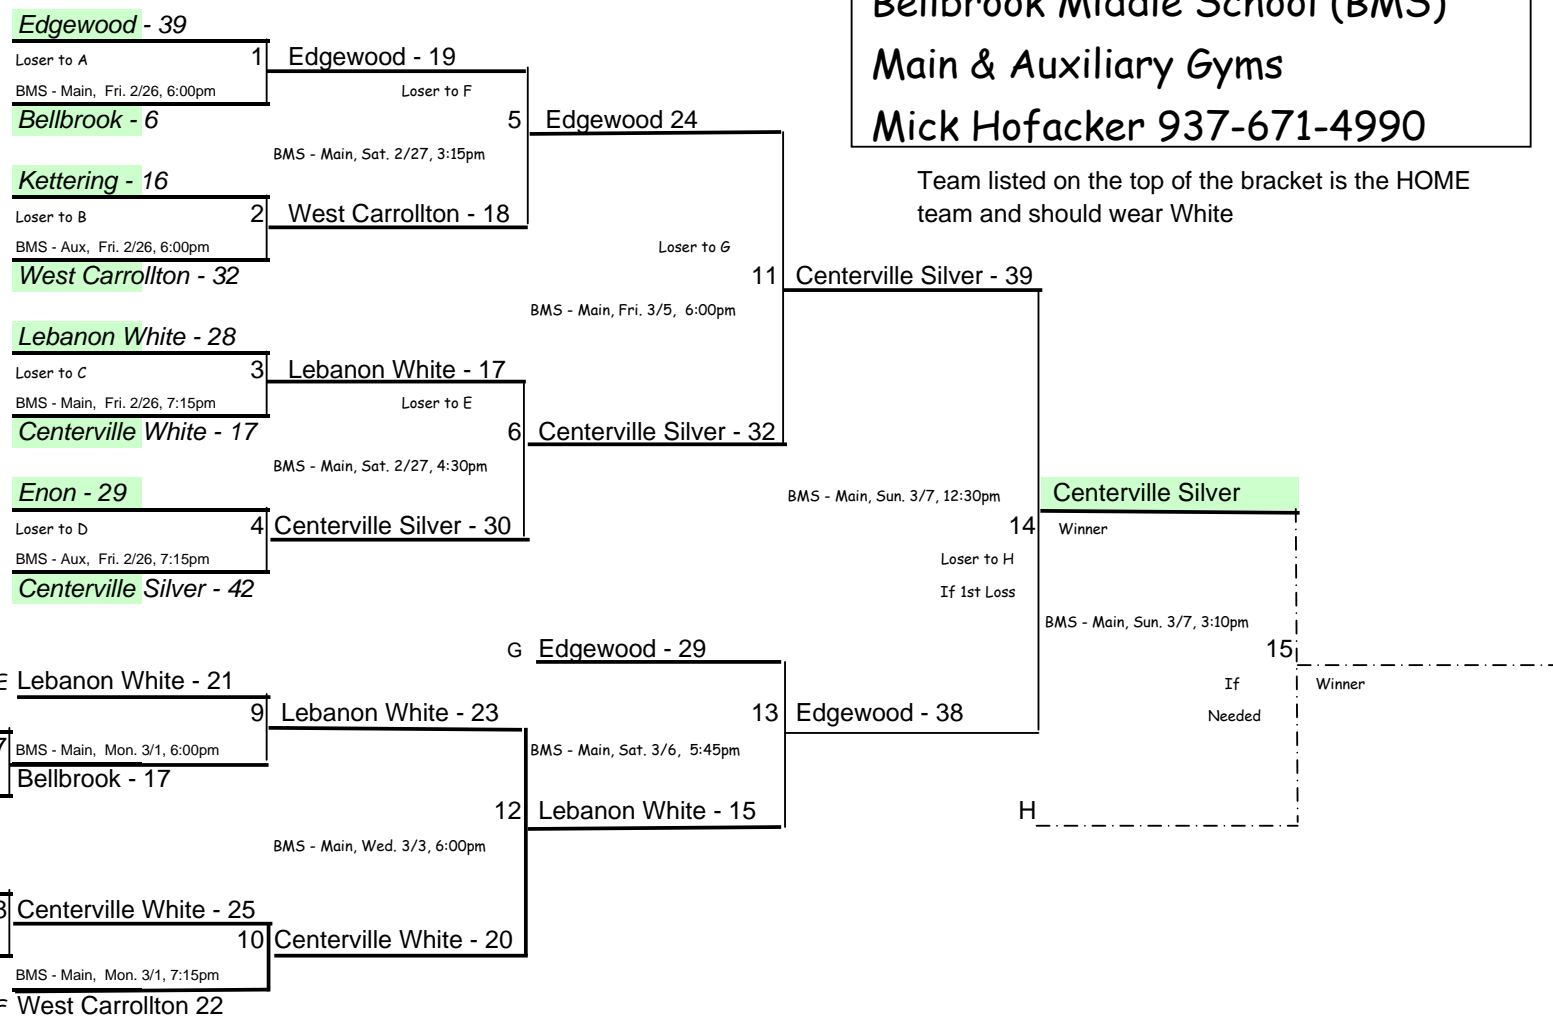 Bellbrook Middle School (BMS)
Main & Auxiliary Gyms
Mick Hofacker 937-671-4990
Team listed on the top of the bracket is the HOME
team and should wear White
Edgewood - 39
Loser to A
1
BMS - Main, Fri. 2/26, 6:00pm
Bellbrook - 6
Edgewood - 19
Loser to F
5
BMS - Main, Sat. 2/27, 3:15pm
Kettering - 16
Loser to B
2
BMS - Aux, Fri. 2/26, 6:00pm
West Carrollton - 32
West Carrollton - 18
Edgewood 24
Loser to G
11
BMS - Main, Fri. 3/5, 6:00pm
Lebanon White - 28
Loser to C
3
BMS - Main, Fri. 2/26, 7:15pm
Centerville White - 17
Lebanon White - 17
Loser to E
6
BMS - Main, Sat. 2/27, 4:30pm
Centerville Silver - 32
Enon - 29
Loser to D
4
BMS - Aux, Fri. 2/26, 7:15pm
Centerville Silver - 42
Centerville Silver - 30
Centerville Silver - 39
BMS - Main, Sun. 3/7, 12:30pm
14
Loser to H
If 1st Loss
Centerville Silver
Winner
BMS - Main, Sun. 3/7, 3:10pm
15
If
Needed
Winner
H
G
Edgewood - 29
13
BMS - Main, Sat. 3/6, 5:45pm
Edgewood - 38
Lebanon White - 15
E
Lebanon White - 21
9
7
BMS - Main, Mon. 3/1, 6:00pm
Bellbrook - 17
Lebanon White - 23
12
BMS - Main, Wed. 3/3, 6:00pm
Centerville White - 25
10
BMS - Main, Mon. 3/1, 7:15pm
West Carrollton 22
Centerville White - 20